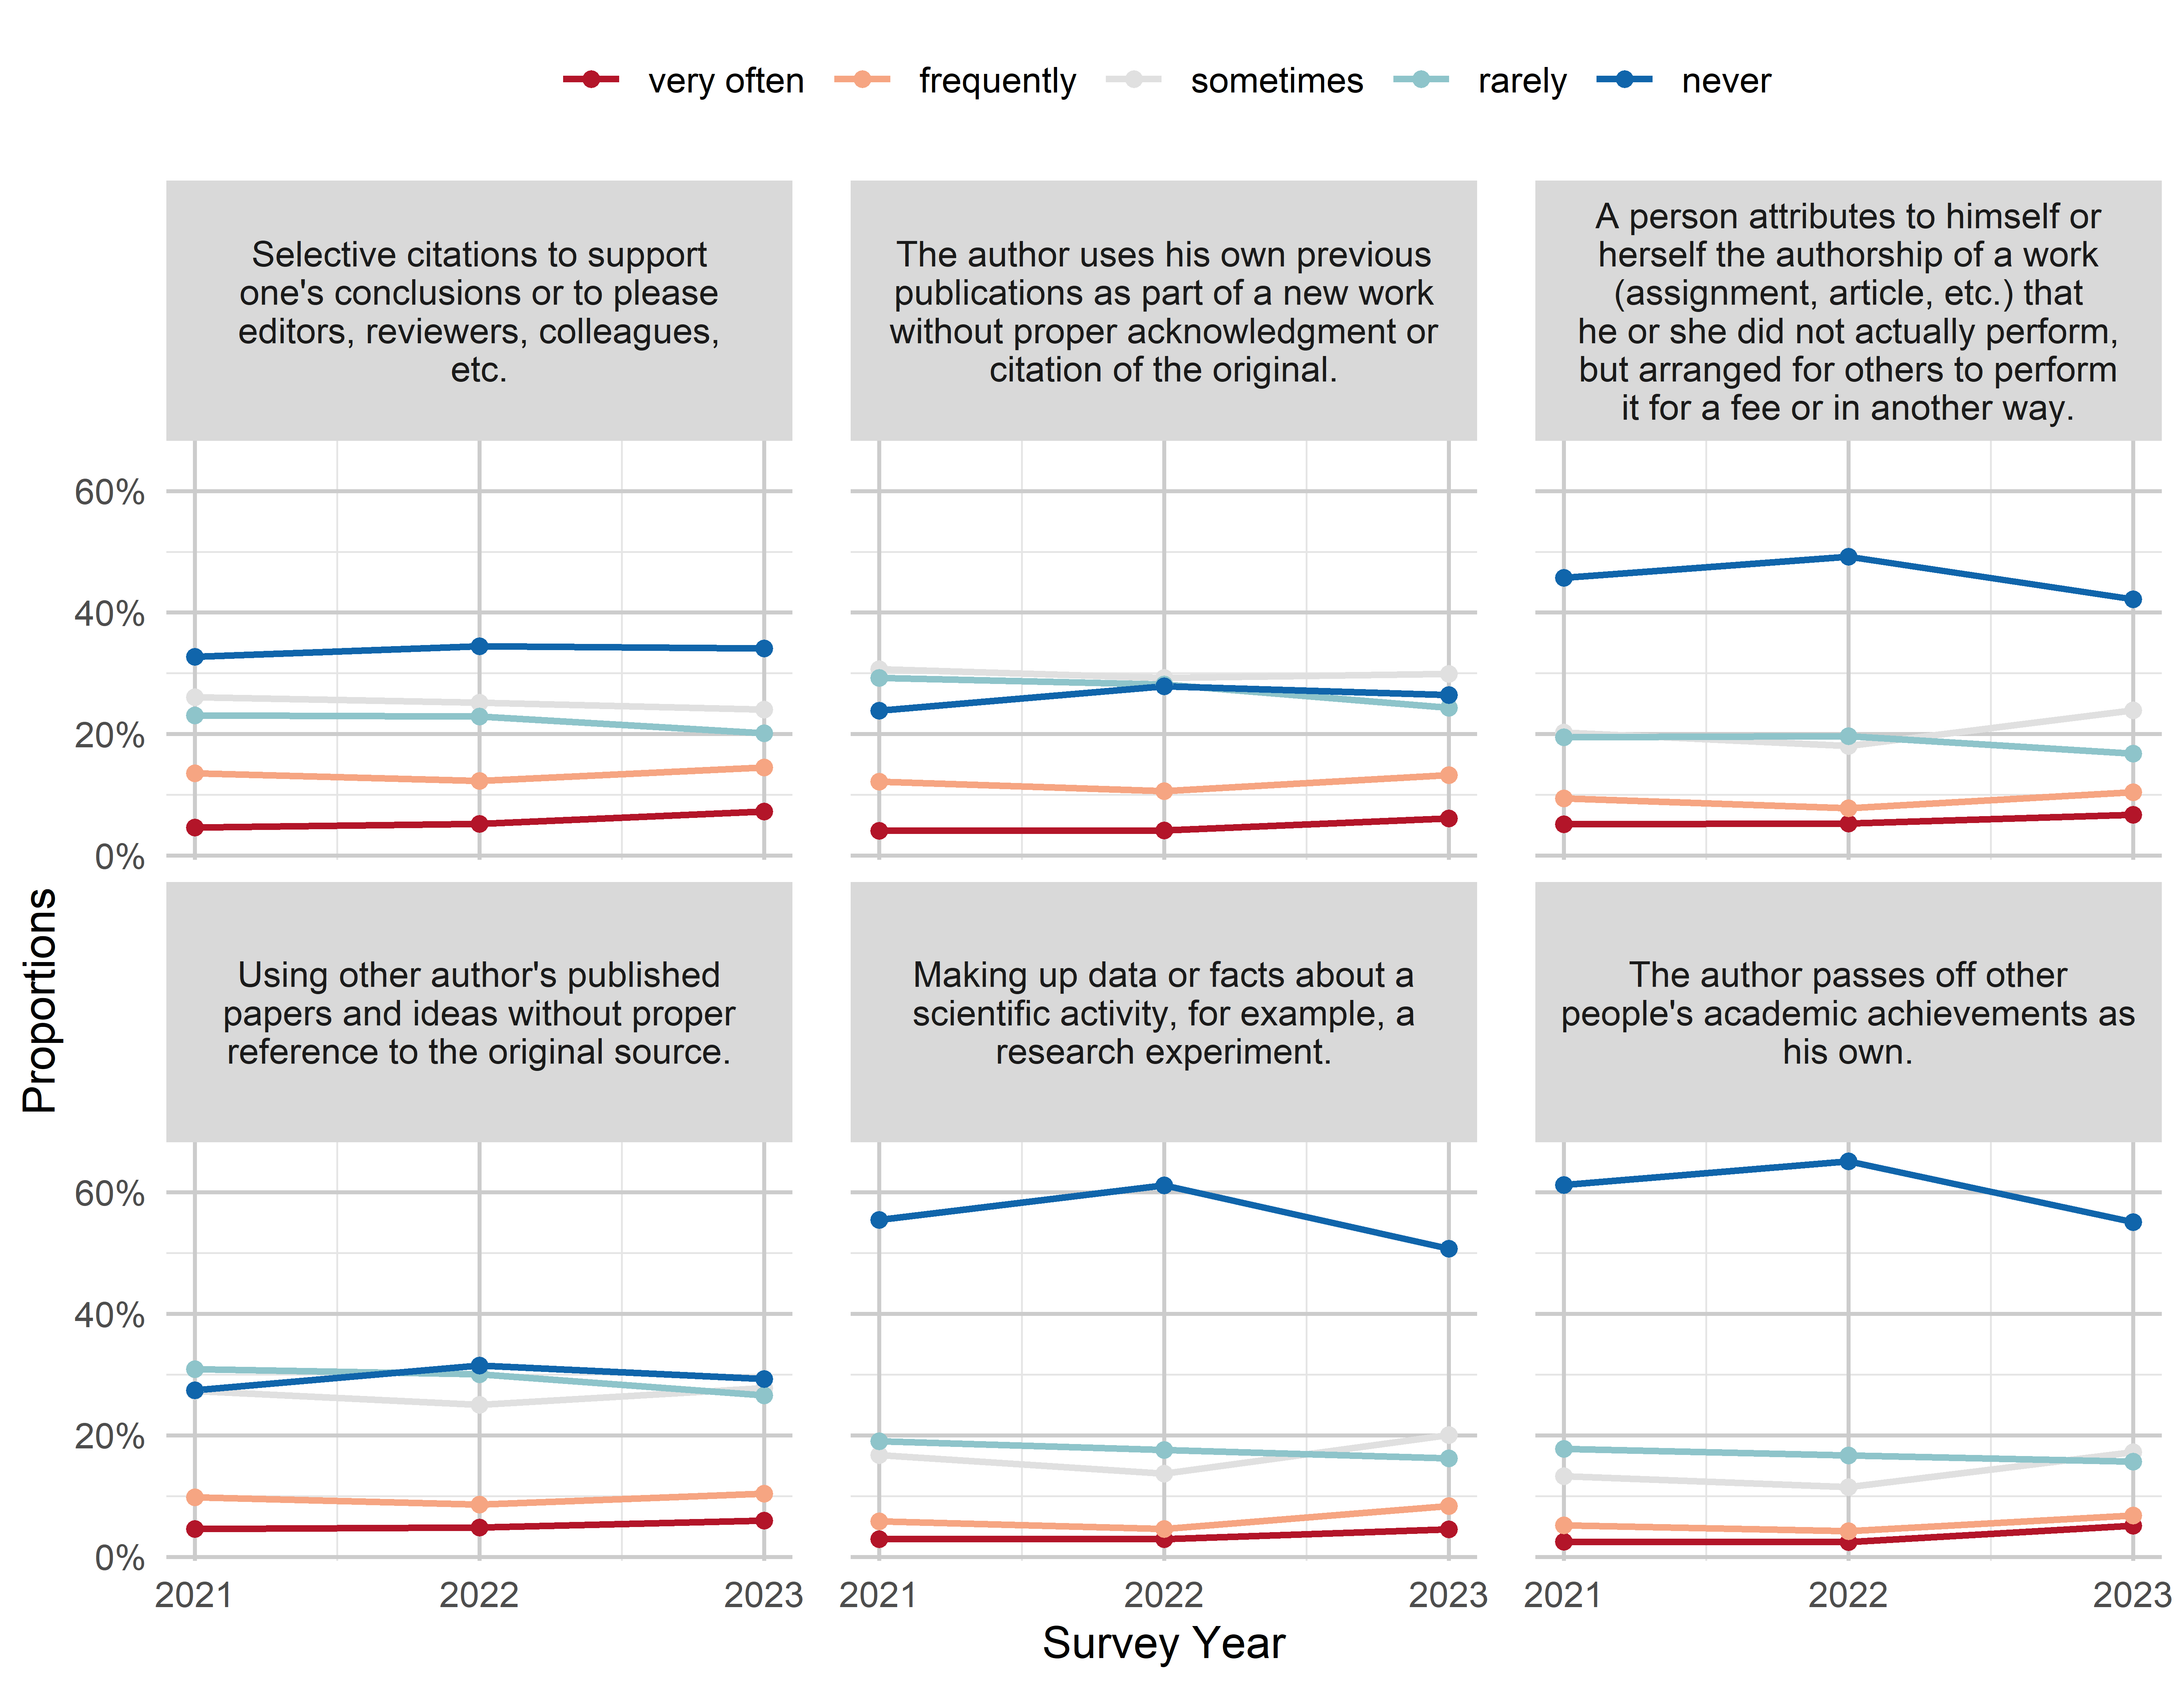 very often frequently sometimes rarely never
Selective citations to support
one's conclusions or to please
editors, reviewers, colleagues,
etc.
The author uses his own previous
publications as part of a new work
without proper acknowledgment or
citation of the original.
A person attributes to himself or
herself the authorship of a work
(assignment, article, etc.) that
he or she did not actually perform,
but arranged for others to perform
it for a fee or in another way.
60%
40%
20%
0%
Proportions
Using other author's published
papers and ideas without proper
reference to the original source.
Making up data or facts about a
scientific activity, for example, a
research experiment.
The author passes off other
people's academic achievements as
his own.
60%
40%
20%
0%
2021 2022 2023 2021 2022 2023 2021 2022 2023
Survey Year